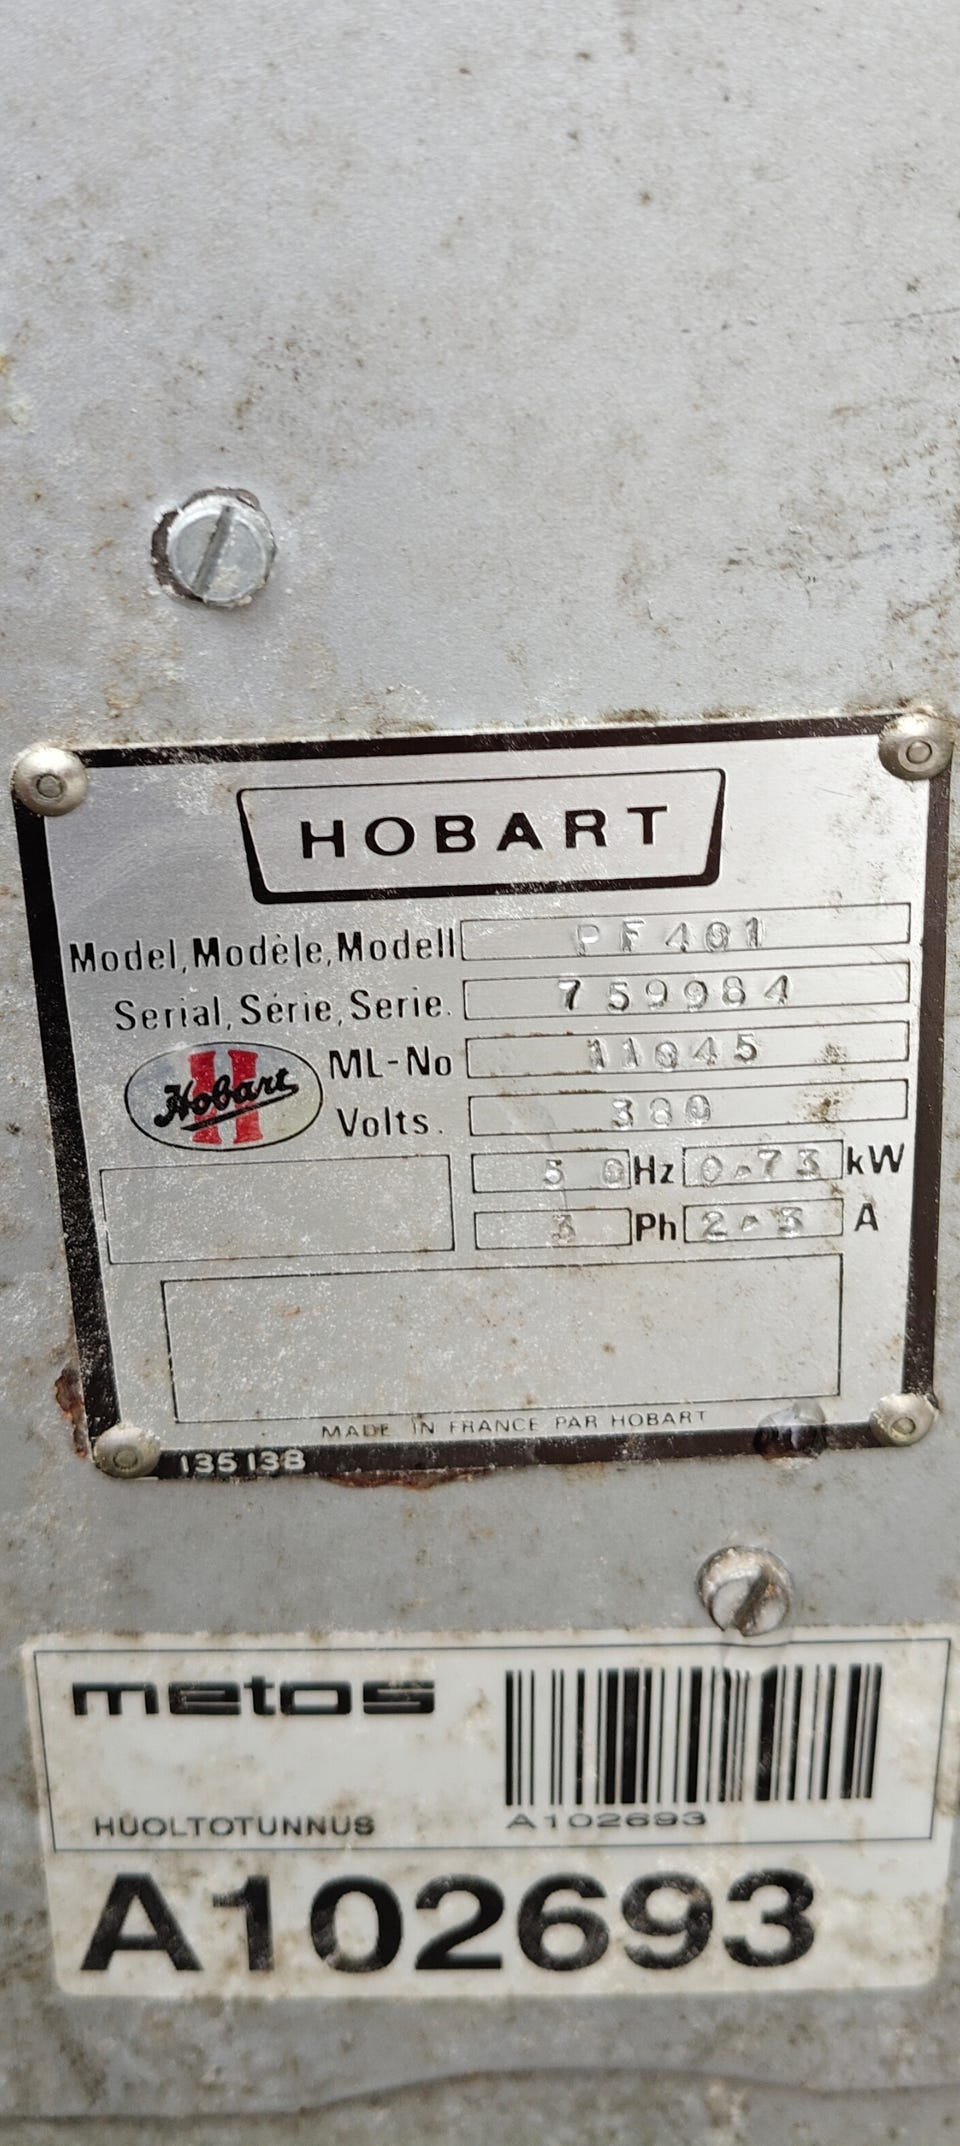 HOBART
Model, Modèle, Modell PF401
Serial, Série, Serie. 759984
Hobart
ML-No 11045
Volts. 380
50 Hz 0.73 kW
3 Ph 2.3 A
MADE IN FRANCE PAR HOBART
135138
metos
HUOLTOTUNNUS
A102693
A102693